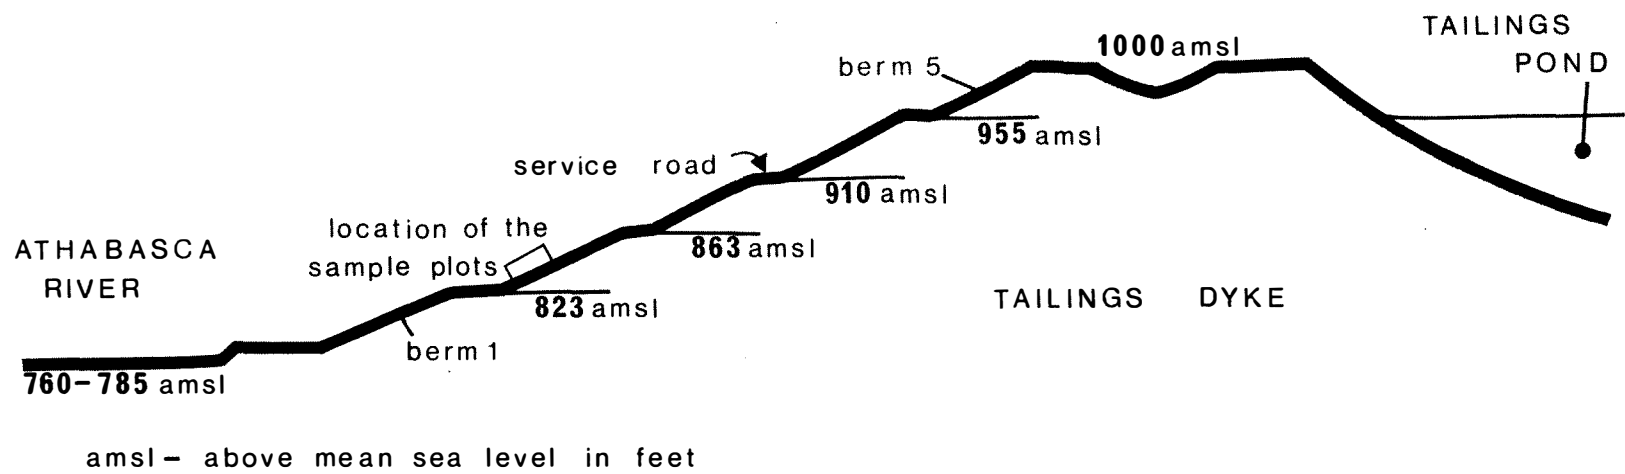 TAILINGS
POND
1000 amsl
berm 5
955 amsl
service road
910 amsl
location of the
sample plots
863 amsl
ATHABASCA
RIVER
823 amsl
TAILINGS DYKE
berm 1
760-785 amsl
amsl - above mean sea level in feet